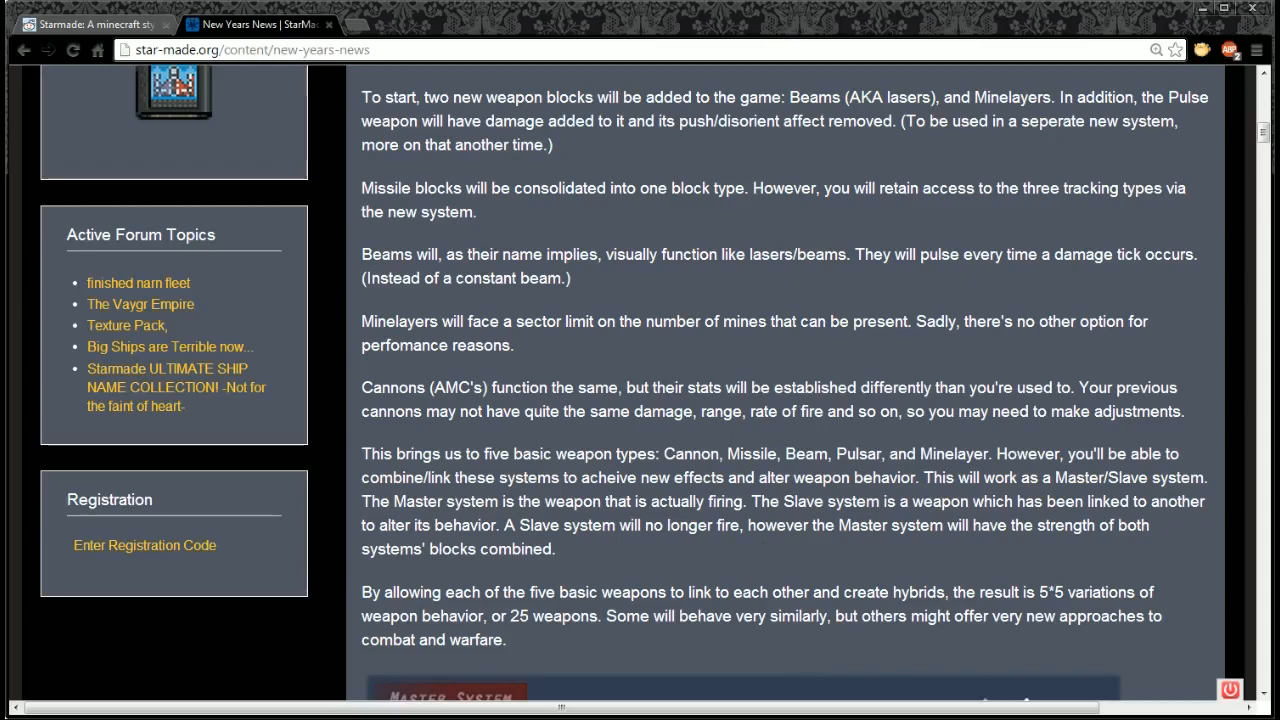 Starmade: A minecraft sty
New Years News | StarMad
star-made.org/content/new-years-news
ABP
2
To start, two new weapon blocks will be added to the game: Beams (AKA lasers), and Minelayers. In addition, the Pulse
weapon will have damage added to it and its push/disorient affect removed. (To be used in a seperate new system,
more on that another time.)
Missile blocks will be consolidated into one block type. However, you will retain access to the three tracking types via
the new system.
Active Forum Topics
finished narn fleet
The Vaygr Empire
Texture Pack,
Big Ships are Terrible now...
Starmade ULTIMATE SHIP
NAME COLLECTION! -Not for
the faint of heart-
Beams will, as their name implies, visually function like lasers/beams. They will pulse every time a damage tick occurs.
(Instead of a constant beam.)
Minelayers will face a sector limit on the number of mines that can be present. Sadly, there's no other option for
perfomance reasons.
Cannons (AMC's) function the same, but their stats will be established differently than you're used to. Your previous
cannons may not have quite the same damage, range, rate of fire and so on, so you may need to make adjustments.
This brings us to five basic weapon types: Cannon, Missile, Beam, Pulsar, and Minelayer. However, you'll be able to
combine/link these systems to acheive new effects and alter weapon behavior. This will work as a Master/Slave system.
The Master system is the weapon that is actually firing. The Slave system is a weapon which has been linked to another
to alter its behavior. A Slave system will no longer fire, however the Master system will have the strength of both
systems' blocks combined.
Registration
Enter Registration Code
By allowing each of the five basic weapons to link to each other and create hybrids, the result is 5*5 variations of
weapon behavior, or 25 weapons. Some will behave very similarly, but others might offer very new approaches to
combat and warfare.
MASTER SYSTEM